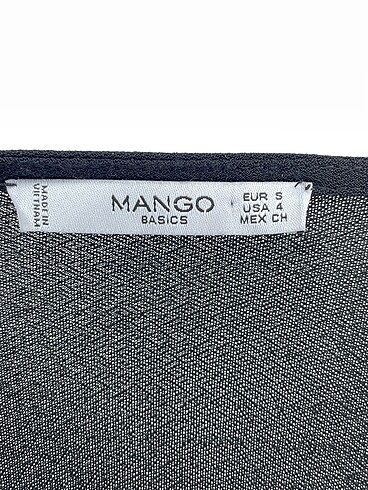 MADE IN
VIETNAM
MANGO
BASICS
EUR S
USA 4
MEX CH